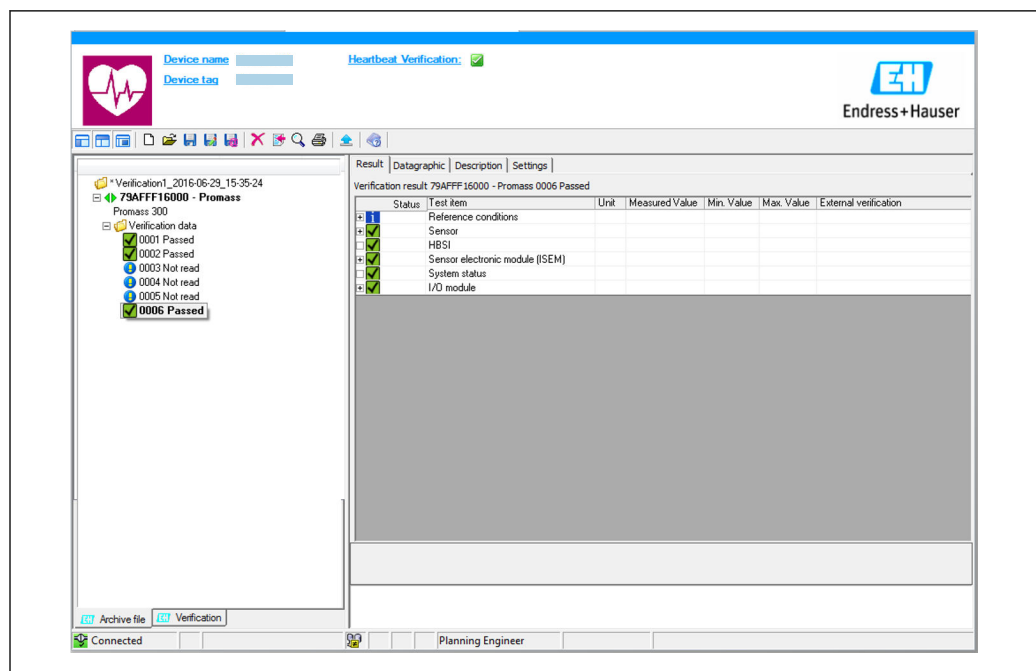 Device name
Heartbeat Verification:
Device tag
EH
Endress+Hauser
Result Datagraphic Description Settings
* Verification1_2016-06-29_15-35-24
79AFFF16000 - Promass
Promass 300
Verification data
0001 Passed
0002 Passed
0003 Not read
0004 Not read
0005 Not read
0006 Passed
Verification result 79AFFF16000 - Promass 0006 Passed
Status Test item Unit Measured Value Min. Value Max. Value External verification
Reference conditions
Sensor
HBSI
Sensor electronic module (ISEM)
System status
I/O module
EH Archive file EH Verification
Connected Planning Engineer